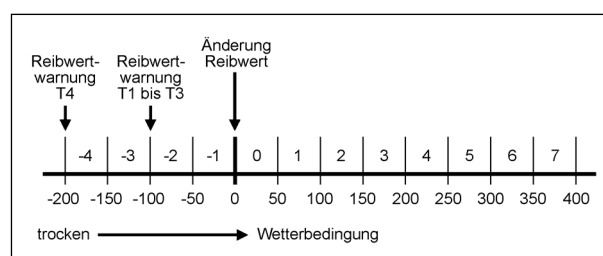 Änderung
Reibwert
Reibwert-
warnung
T4
Reibwert-
warnung
T1 bis T3
-4 -3 -2 -1 0 1 2 3 4 5 6 7
-200 -150 -100 -50 0 50 100 150 200 250 300 350 400
trocken Wetterbedingung